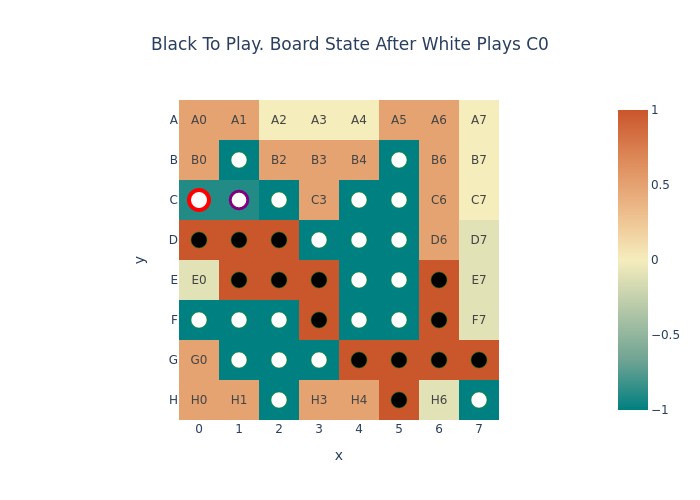 Black To Play. Board State After White Plays C0
A A0 A1 A2 A3 A4 A5 A6 A7
B B0 B2 B3 B4 B6 B7
C C3 C6 C7
D D6 D7
E E0 E7
F F7
G G0
H H0 H1 H3 H4 H6
0 1 2 3 4 5 6 7
x
y
1
0.5
0
−0.5
−1